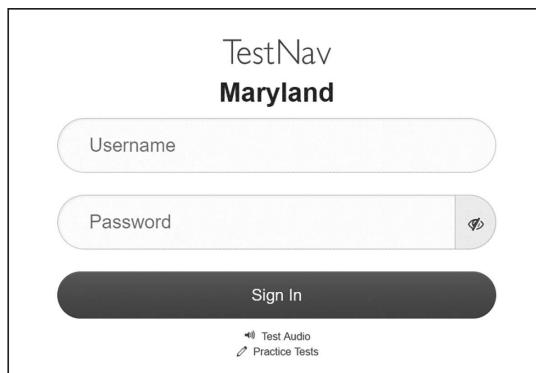 TestNav
Maryland
Username
Password
Sign In
Test Audio
Practice Tests